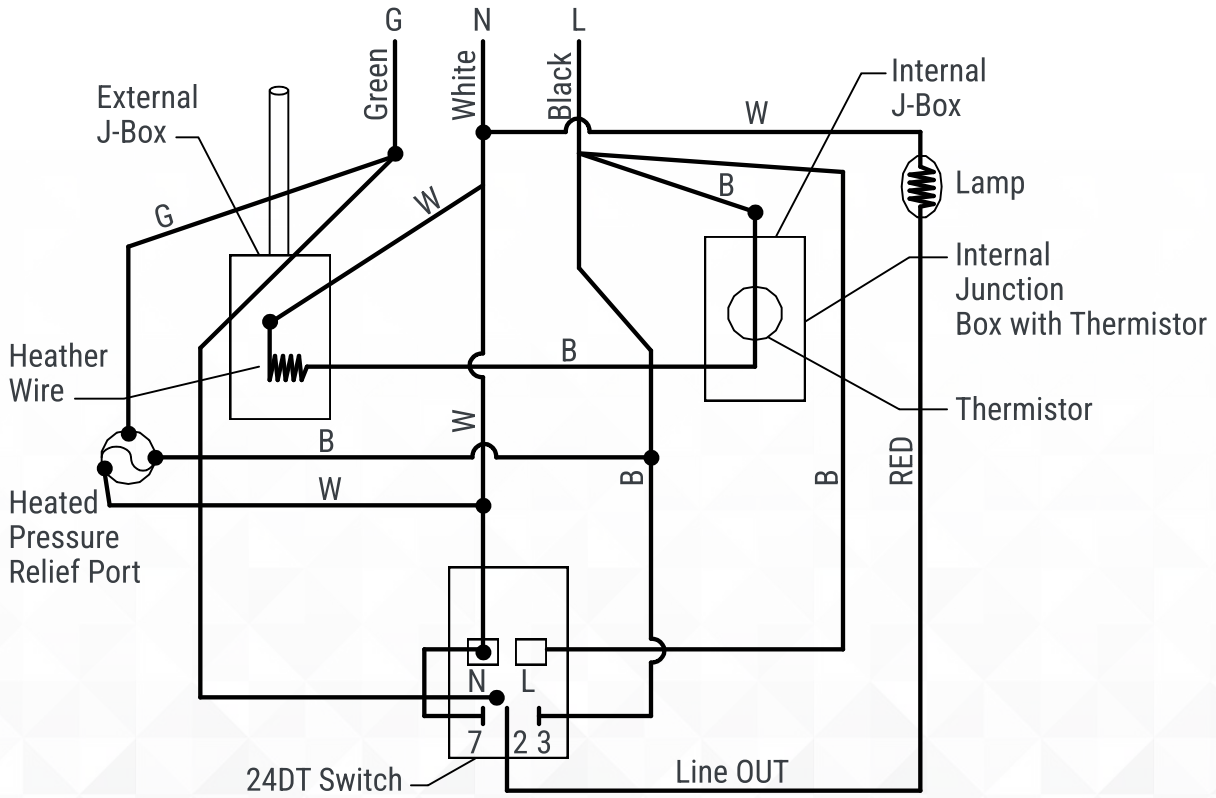 G N L
Green
White
Black
External
J-Box
Internal
J-Box
W
Lamp
G
W
B
Internal
Junction
Box with Thermistor
Heather
Wire
B
Thermistor
W
B
B
B
RED
W
Heated
Pressure
Relief Port
N L
7 2 3
24DT Switch
Line OUT